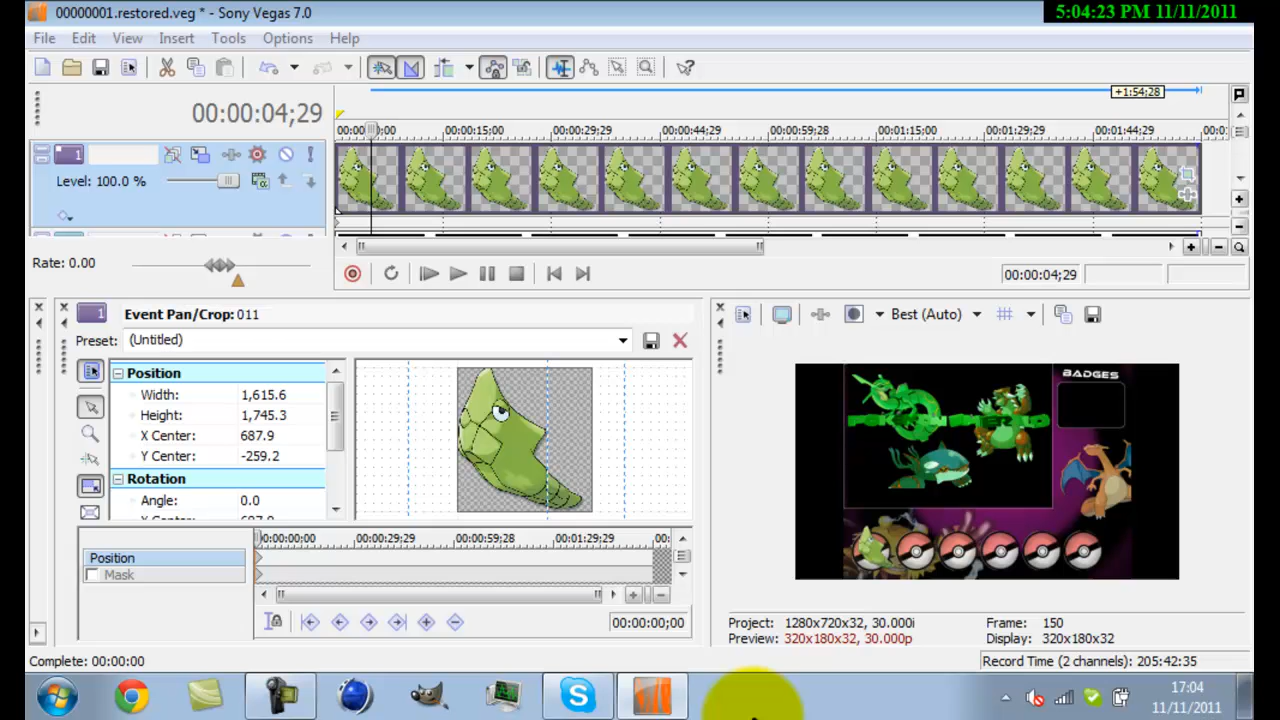 00000001.restored.veg * - Sony Vegas 7.0
5:04:23 PM 11/11/2011
File Edit View Insert Tools Options Help
00:00:04;29
+1:54;28
00:00:15;00 00:00:29;29 00:00:44;29 00:00:59;28 00:01:15;00 00:01:29;29 00:01:44;29
1
Level: 100.0 %
Rate: 0.00
00:00:04;29
1 Event Pan/Crop: 011
Preset: (Untitled)
Best (Auto)
Position
Width: 1,615.6
Height: 1,745.3
X Center: 687.9
Y Center: -259.2
Rotation
Angle: 0.0
BADGES
00:00:29;29 00:00:59;28 00:01:29;29
Position
Mask
00:00:00;00
Project: 1280x720x32, 30.000i
Frame: 150
Preview: 320x180x32, 30.000p
Display: 320x180x32
Complete: 00:00:00
Record Time (2 channels): 205:42:35
17:04
11/11/2011